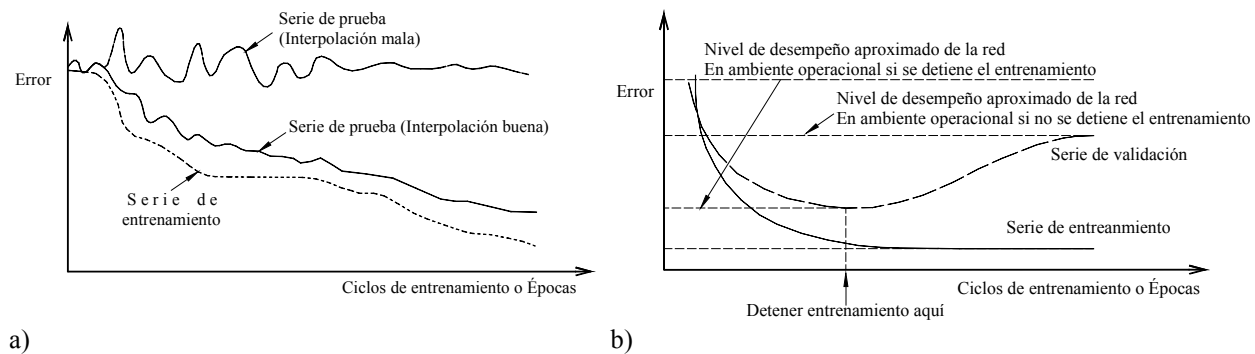 Serie de prueba
(Interpolación mala)
Error
Serie de prueba (Interpolación buena)
Serie de
entrenamiento
Ciclos de entrenamiento o Épocas
a)
Nivel de desempeño aproximado de la red
En ambiente operacional si se detiene el entrenamiento
Error
Nivel de desempeño aproximado de la red
En ambiente operacional si no se detiene el entrenamiento
Serie de validación
Serie de entreanmiento
Ciclos de entrenamiento o Épocas
Detener entrenamiento aquí
b)